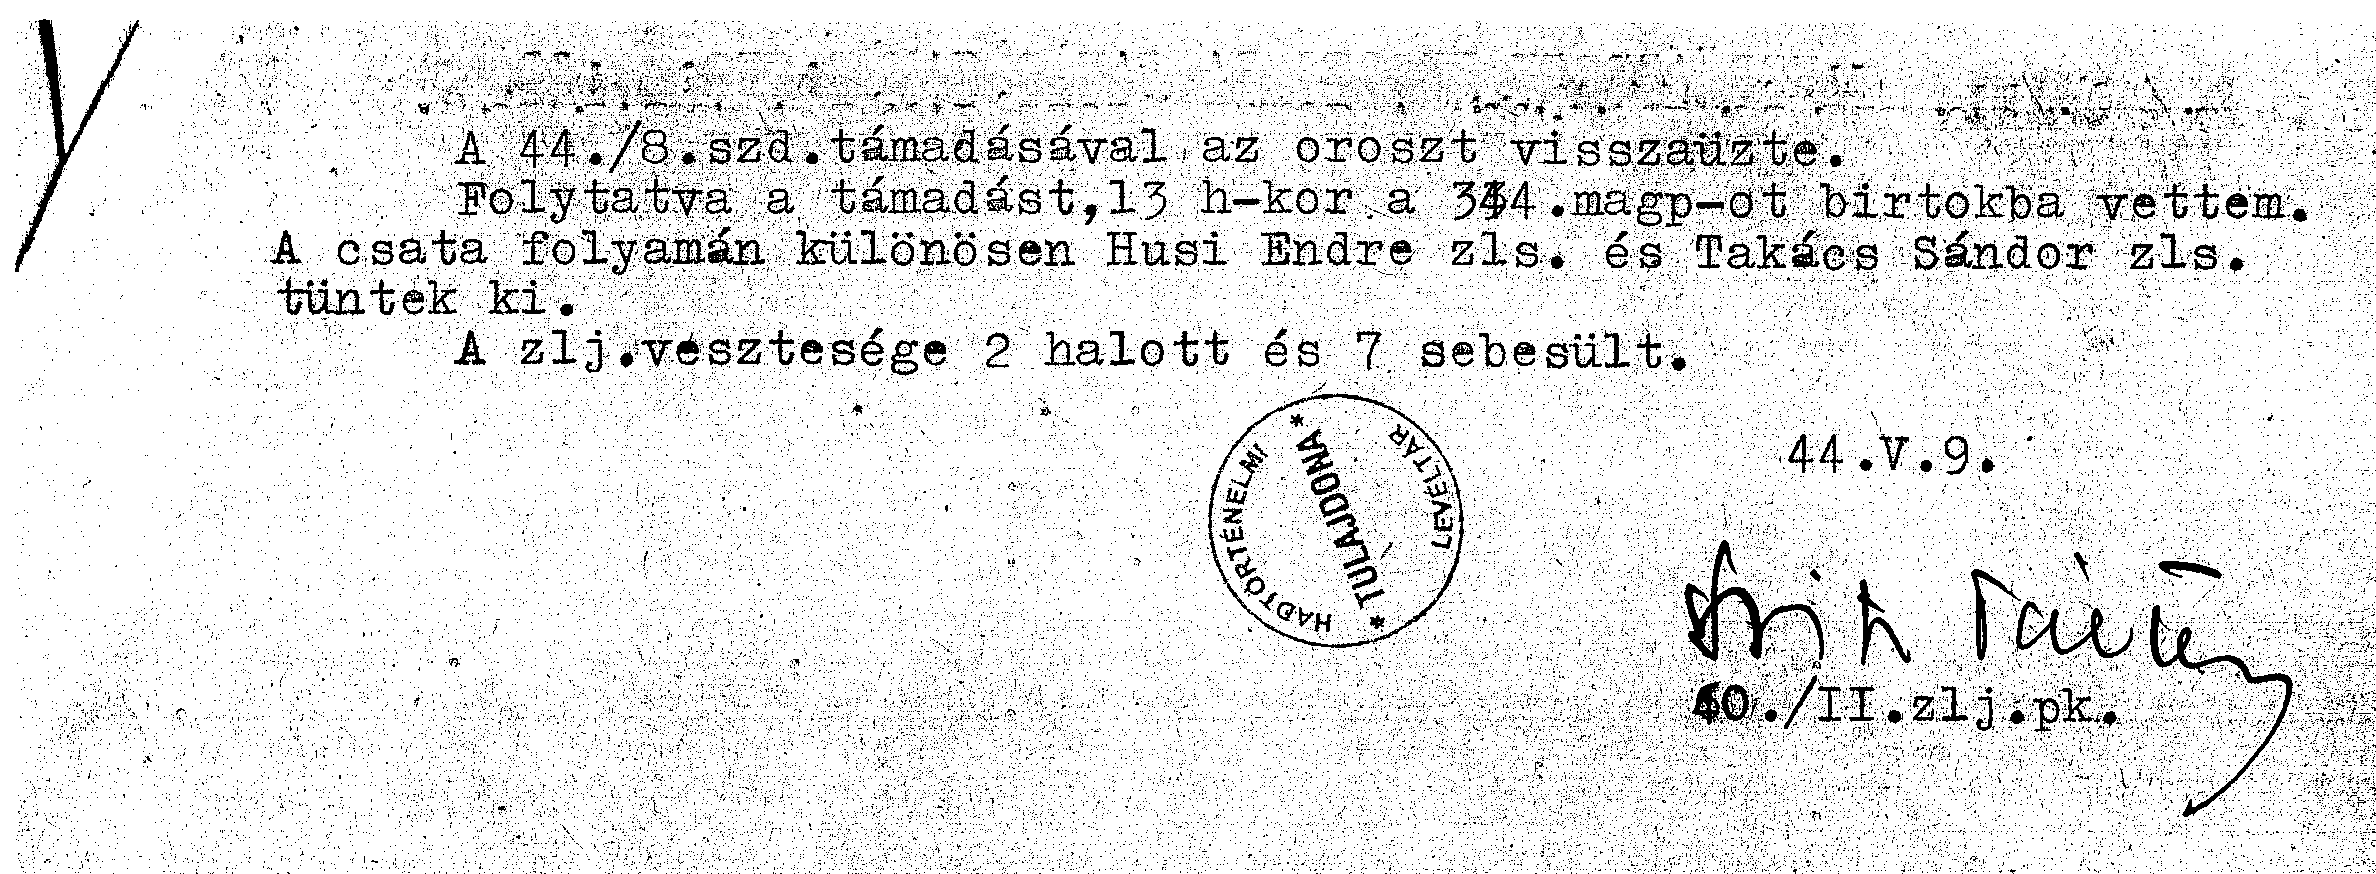 A 44./8.szd.támadásával az oroszt visszaüzte.
Folytatva a támadást,13 h-kor a 344.magp-ot birtokba vettem.
A csata folyamán különösen Husi Endre zls. és Takács Sándor zls.
tüntek ki.
A zlj.vesztesége 2 halott és 7 sebesült.
HADTÖRTÉNELMI LEVÉLTÁR
* TULAJDONA *
44.V.9.
40./II.zlj.pk.